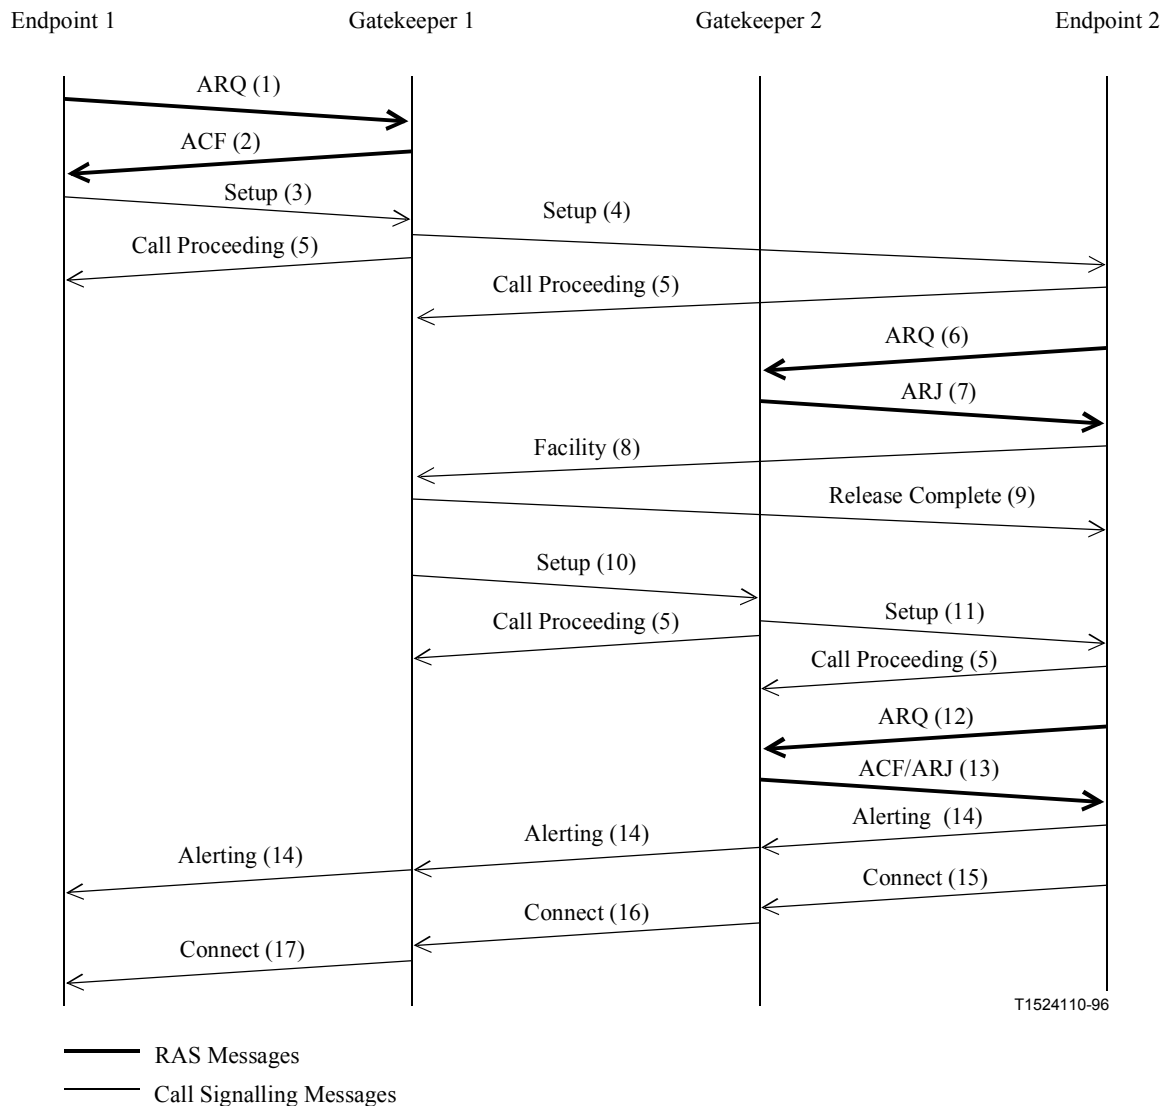 Endpoint 1
Gatekeeper 1
Gatekeeper 2
Endpoint 2
ARQ (1)
ACF (2)
Setup (3)
Setup (4)
Call Proceeding (5)
Call Proceeding (5)
ARQ (6)
ARJ (7)
Facility (8)
Release Complete (9)
Setup (10)
Setup (11)
Call Proceeding (5)
Call Proceeding (5)
ARQ (12)
ACF/ARJ (13)
Alerting (14)
Alerting (14)
Alerting (14)
Connect (15)
Connect (16)
Connect (17)
T1524110-96
RAS Messages
Call Signalling Messages